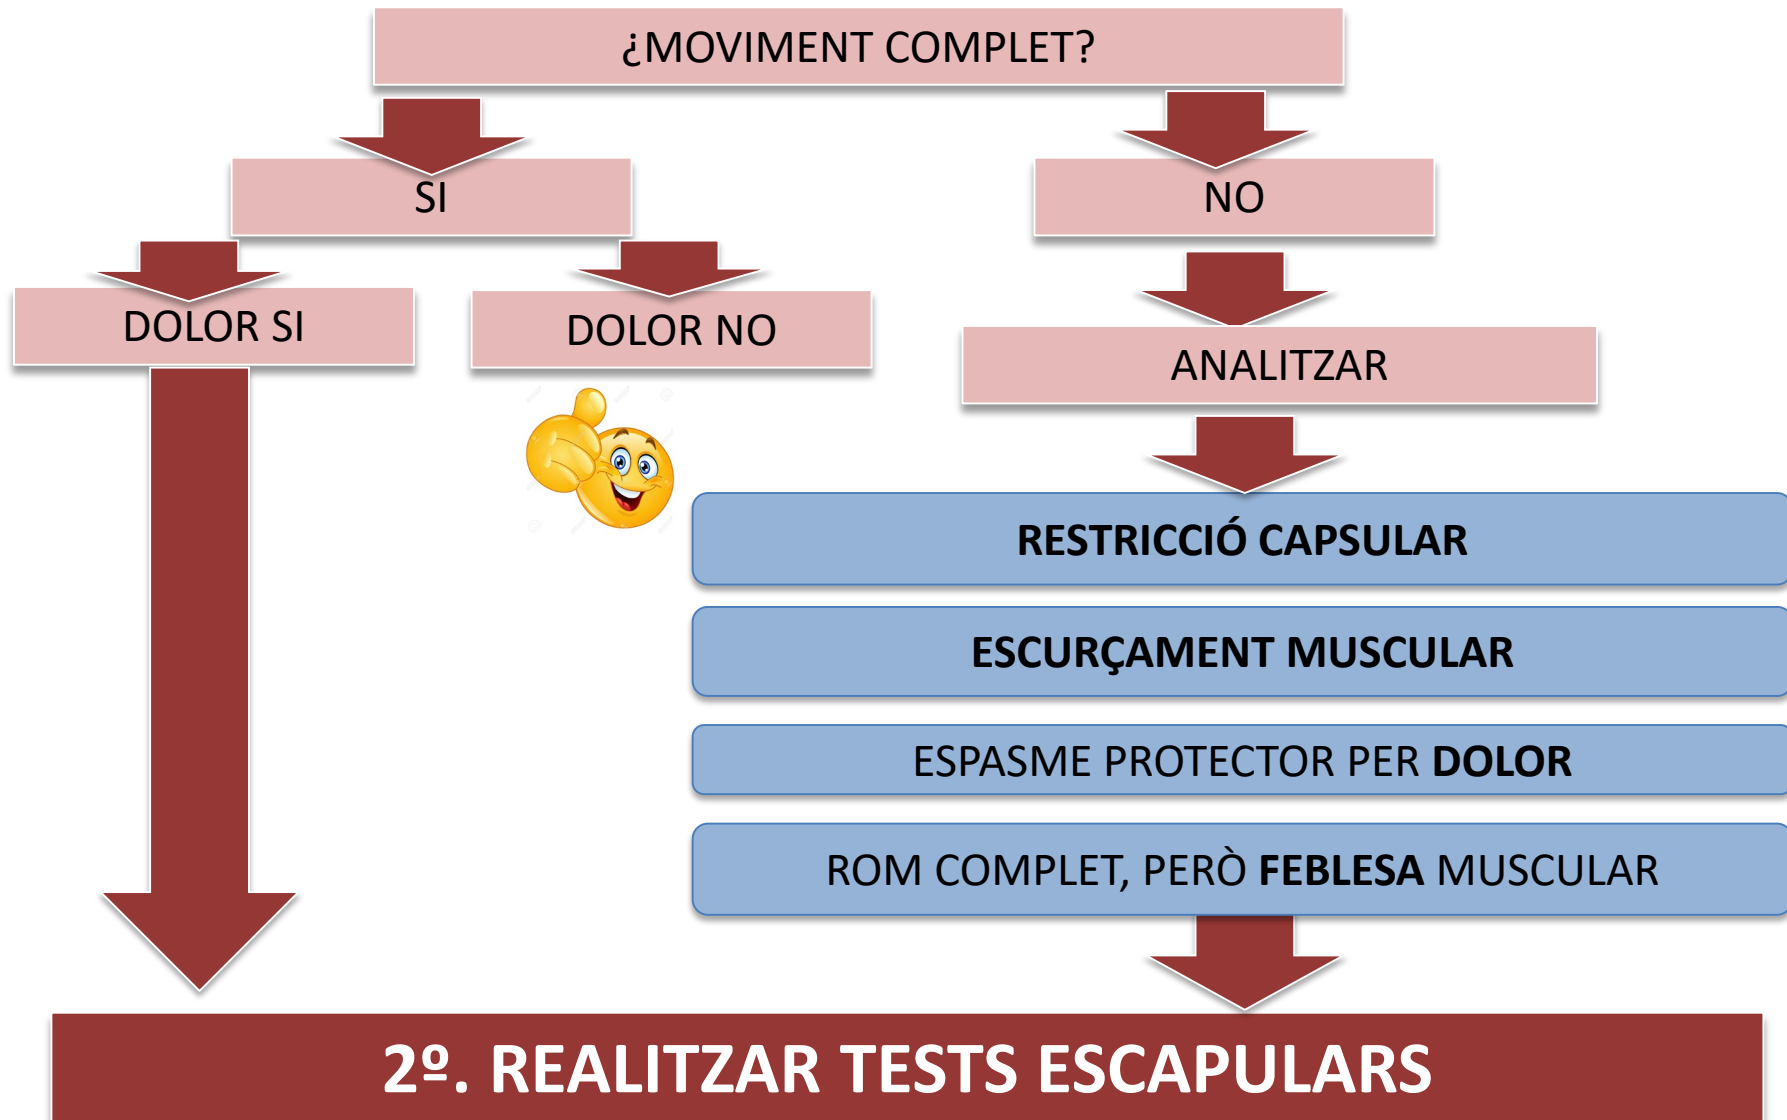 ¿MOVIMENT COMPLET?
SI
NO
DOLOR SI
DOLOR NO
ANALITZAR
RESTRICCIÓ CAPSULAR
ESCURÇAMENT MUSCULAR
ESPASME PROTECTOR PER DOLOR
ROM COMPLET, PERÒ FEBLESA MUSCULAR
2º. REALITZAR TESTS ESCAPULARS